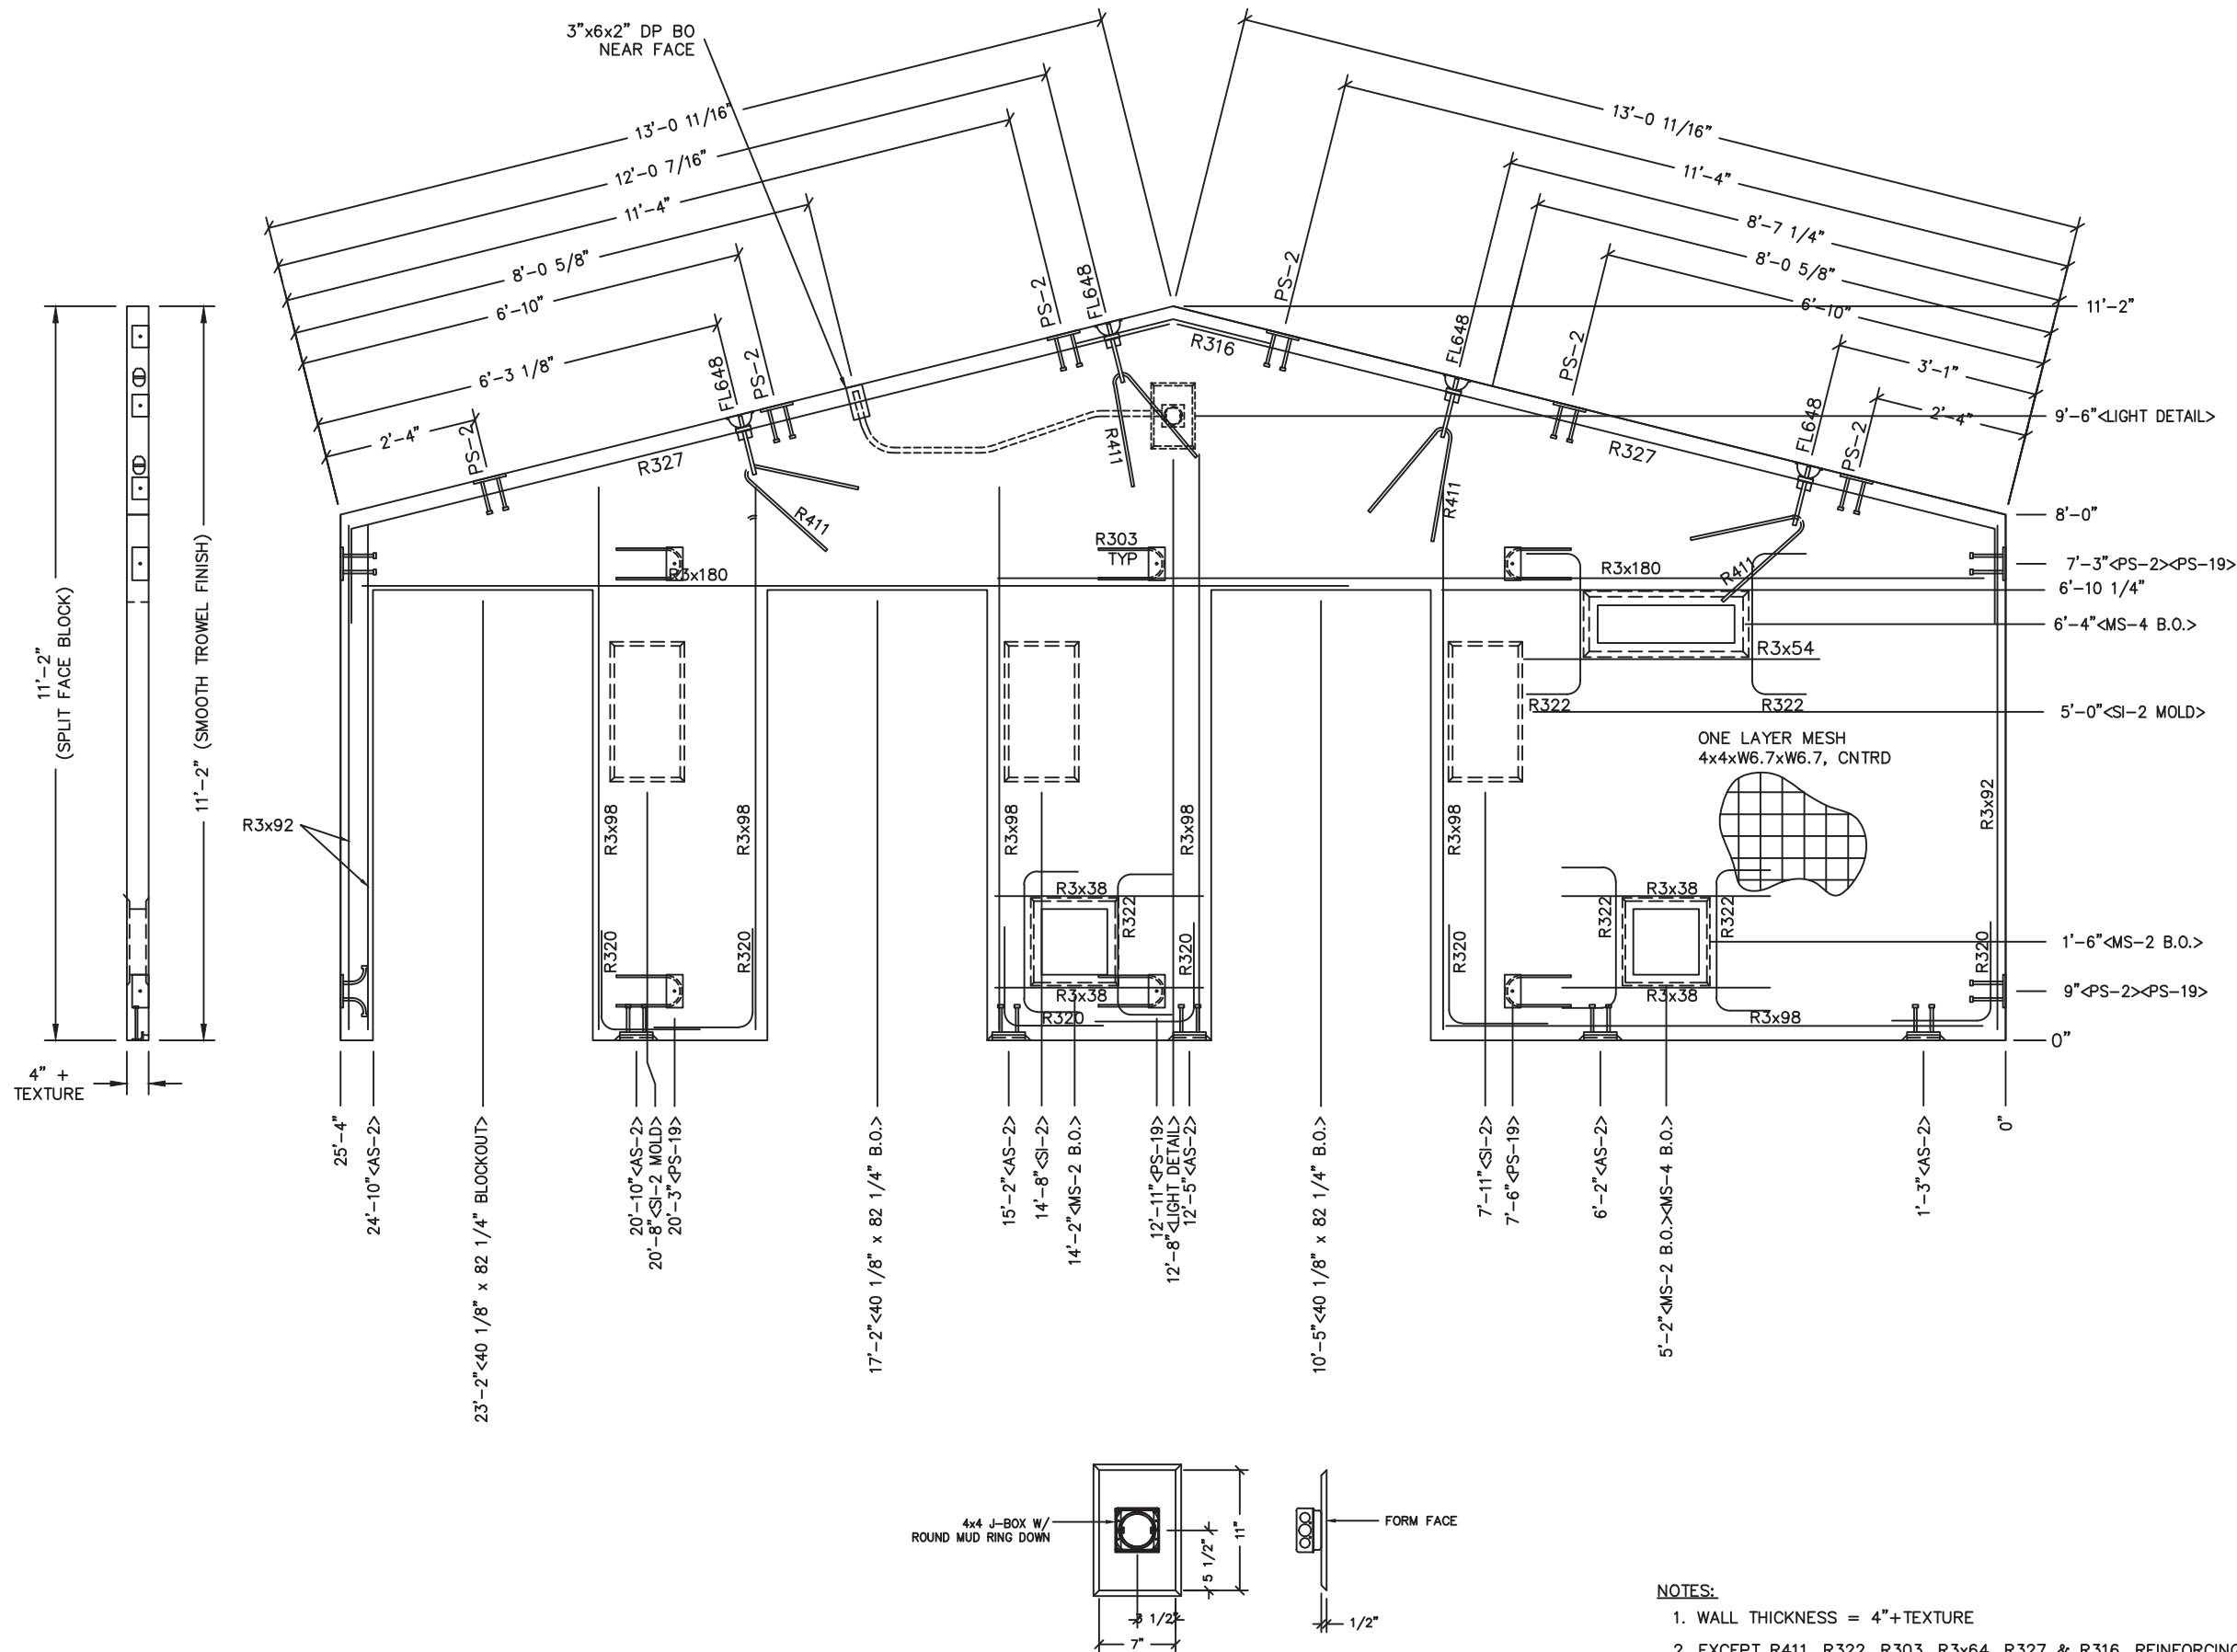 3"x6x2" DP BO
NEAR FACE
13'-0 11/16"
12'-0 7/16"
11'-4"
8'-0 5/8"
6'-10"
6'-3 1/8"
2'-4"
13'-0 11/16"
11'-4"
8'-7 1/4"
8'-0 5/8"
6'-10"
3'-1"
2'-4"
PS-2
FL648
PS-2
PS-2
FL648
PS-2
FL648
PS-2
FL648
PS-2
R327
R316
R327
R411
R411
R411
R411
11'-2"
9'-6"<LIGHT DETAIL>
8'-0"
7'-3"<PS-2><PS-19>
6'-10 1/4"
6'-4"<MS-4 B.O.>
5'-0"<SI-2 MOLD>
1'-6"<MS-2 B.O.>
9"<PS-2><PS-19>
0"
11'-2"
(SPLIT FACE BLOCK)
11'-2" (SMOOTH TROWEL FINISH)
4" +
TEXTURE
R3x92
R3x180
R303
TYP
R3x180
R3x54
R322
R322
ONE LAYER MESH
4x4xW6.7xW6.7, CNTRD
R3x98
R3x98
R3x98
R3x98
R3x98
R3x92
R320
R320
R3x38
R322
R320
R3x38
R320
R320
R322
R3x38
R322
R3x38
R320
R3x98
25'-4"
24'-10"<AS-2>
23'-2"<40 1/8" x 82 1/4" BLOCKOUT>
20'-10"<AS-2>
20'-8"<SI-2 MOLD>
20'-3"<PS-19>
17'-2"<40 1/8" x 82 1/4" B.O.>
15'-2"<AS-2>
14'-8"<SI-2>
14'-2"<MS-2 B.O.>
12'-11"<PS-19>
12'-8"<LIGHT DETAIL>
12'-5"<AS-2>
10'-5"<40 1/8" x 82 1/4" B.O.>
7'-11"<SI-2>
7'-6"<PS-19>
6'-2"<AS-2>
5'-2"<MS-2 B.O.><MS-4 B.O.>
1'-3"<AS-2>
0"
4x4 J-BOX W/
ROUND MUD RING DOWN
5 1/2"
11"
3 1/2"
7"
FORM FACE
1/2"
NOTES:
1. WALL THICKNESS = 4"+TEXTURE
2. EXCEPT R411, R322, R303, R3x64, R327 & R316, REINFORCING